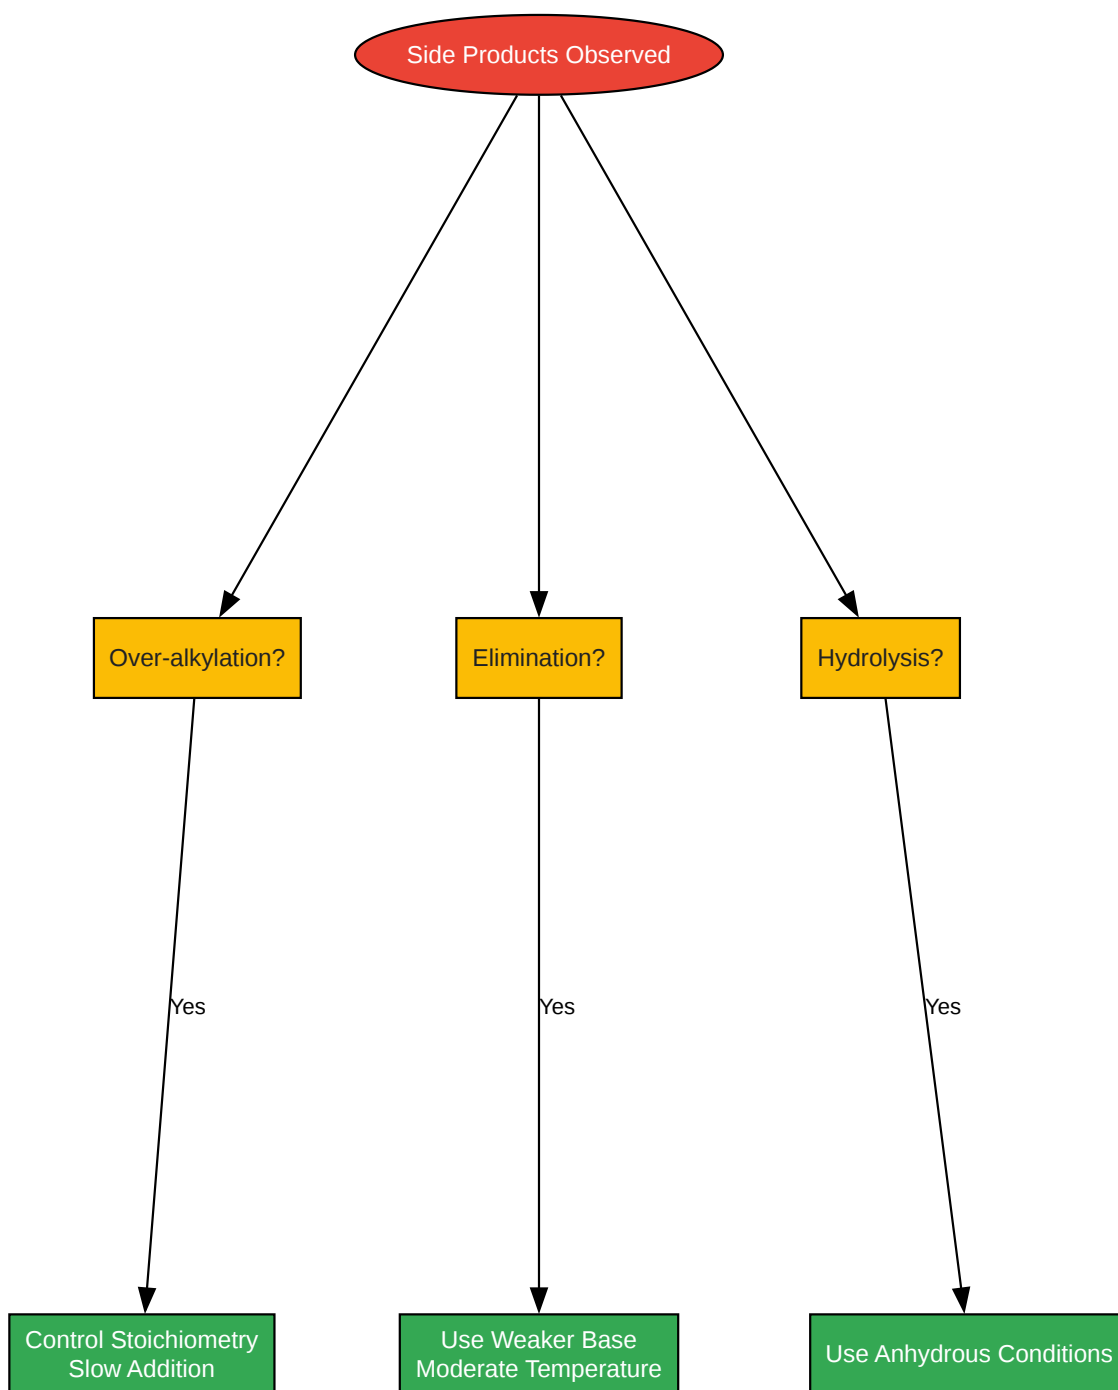 Side Products Observed
Over-alkylation?
Elimination?
Hydrolysis?
Yes
Yes
Yes
Control Stoichiometry
Slow Addition
Use Weaker Base
Moderate Temperature
Use Anhydrous Conditions